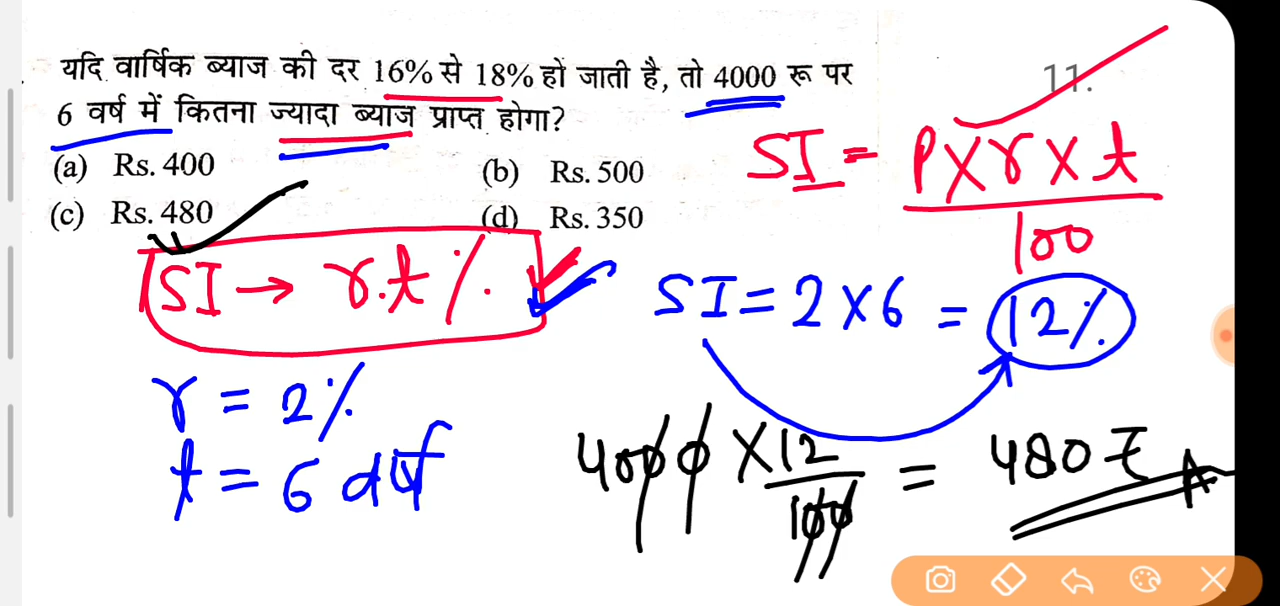 यदि वार्षिक ब्याज की दर 16% से 18% हो जाती है, तो 4000 रू पर
6 वर्ष में कितना ज्यादा ब्याज प्राप्त होगा?
(a) Rs. 400 (b) Rs. 500
(c) Rs. 480 (d) Rs. 350
11.
SI = P×r×t
100
SI → r.t %
SI = 2×6 = 12%
r = 2%
t = 6 वर्ष
4000 × 12 = 480 ₹
100
A